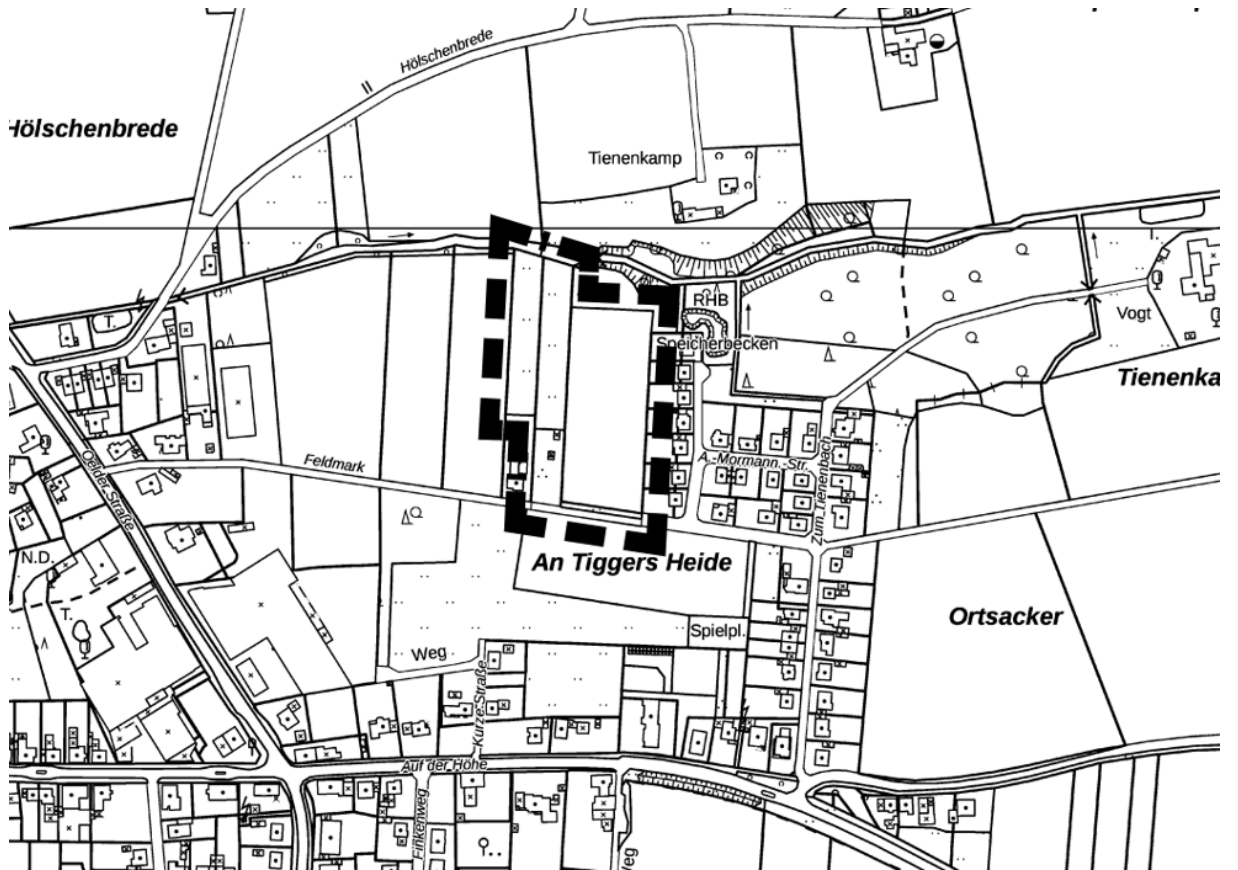 Hölschenbrede
Hölschenbrede
Tienenkamp
RHB
Speicherbecken
T.
Vogt
Tienenka
Feldmark
Oelder Straße
A.-Mormann.-Str.
Zum Tienenbach
N.D.
An Tiggers Heide
T.
Ortsacker
Spielpl.
Weg
Kurze Straße
Auf der Höhe
Finkenweg
Weg